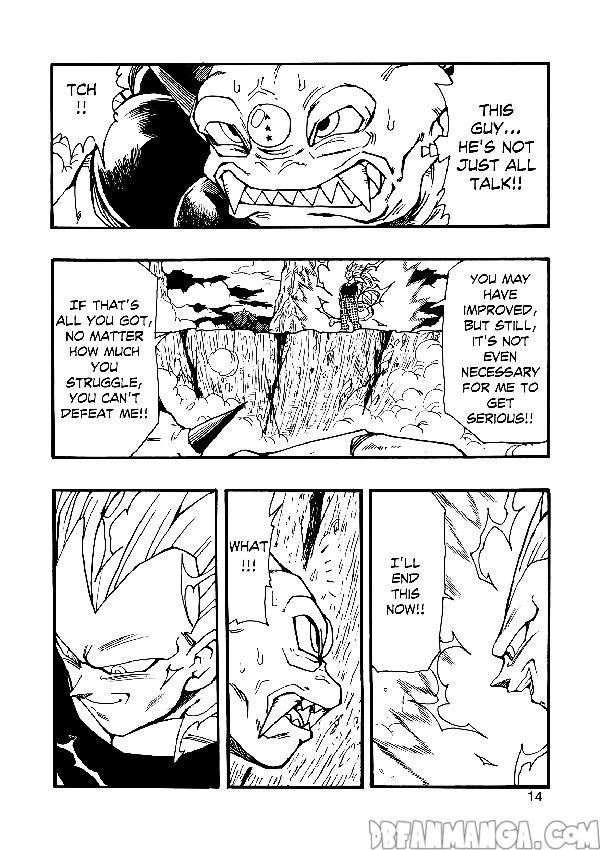 THIS
GUY...
HE'S NOT
JUST ALL
TALK!!
TCH
!!
YOU MAY
HAVE
IMPROVED,
BUT STILL,
IT'S NOT
EVEN
NECESSARY
FOR ME TO
GET
SERIOUS!!
IF THAT'S
ALL YOU GOT,
NO MATTER
HOW MUCH
YOU
STRUGGLE,
YOU CAN'T
DEFEAT ME!!
I'LL
END
THIS
NOW!!
WHAT
!!!
14
DBFANMANGA.COM